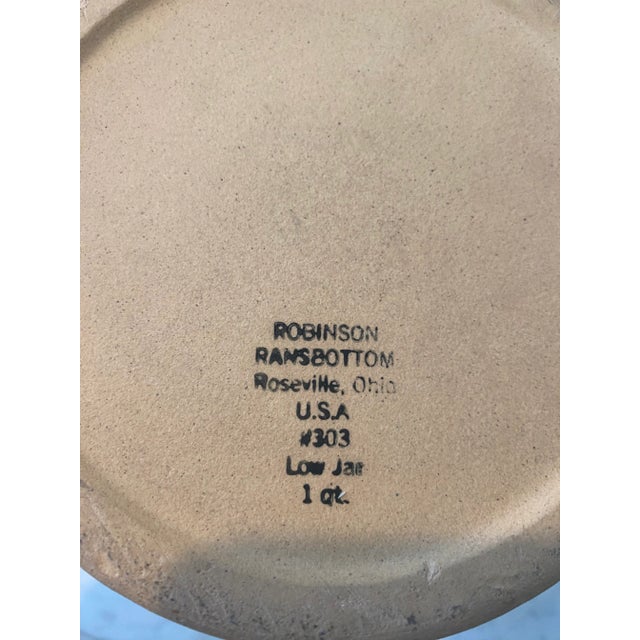 ROBINSON
RANSBOTTOM
Roseville, Ohio
U.S.A
#303
Low Jar
1 qt.